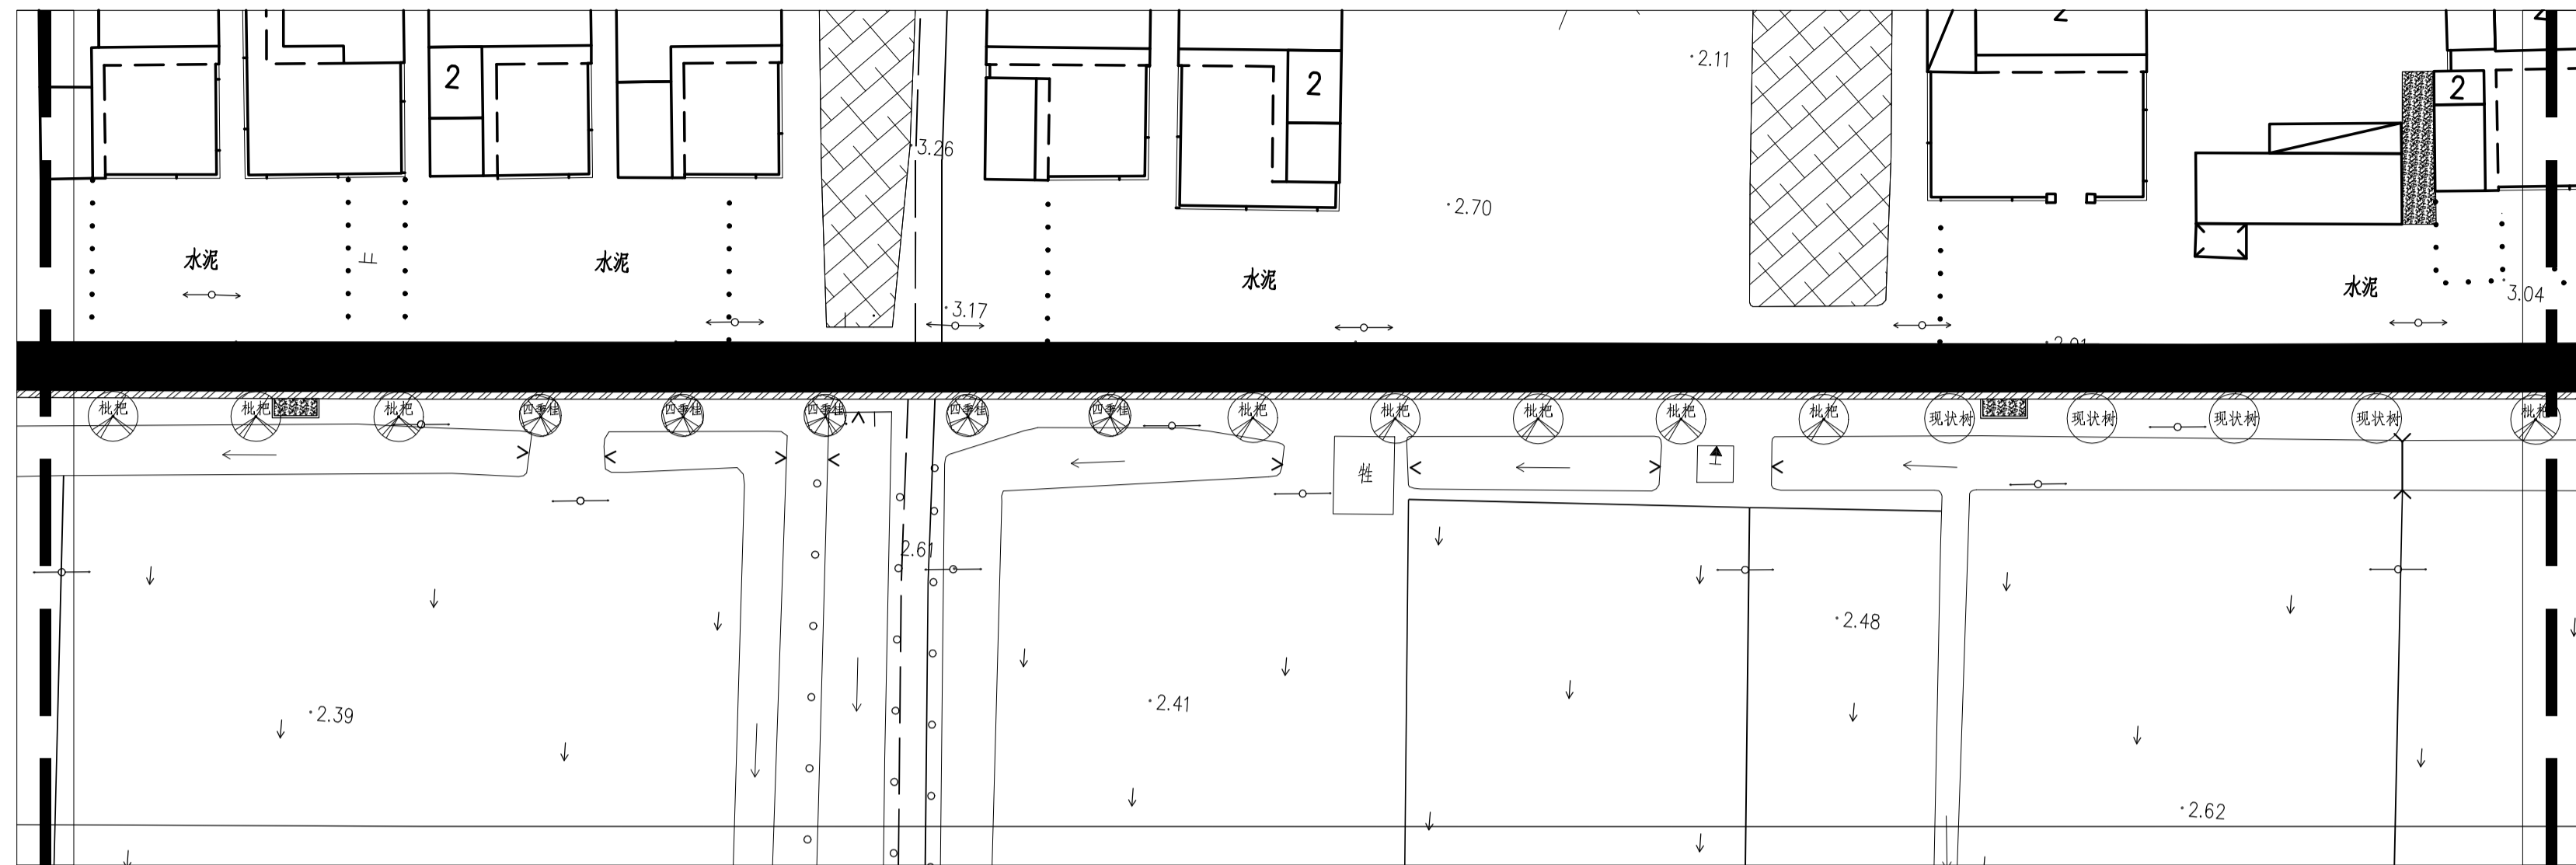 2
2
2.11
2
2
2
3.26
2.70
水泥
水泥
水泥
水泥
3.04
3.17
枇杷
枇杷
枇杷
四季桂
四季桂
四季桂
四季桂
四季桂
枇杷
枇杷
枇杷
枇杷
枇杷
现状树
现状树
现状树
现状树
枇杷
牲
2.61
2.48
2.39
2.41
2.62